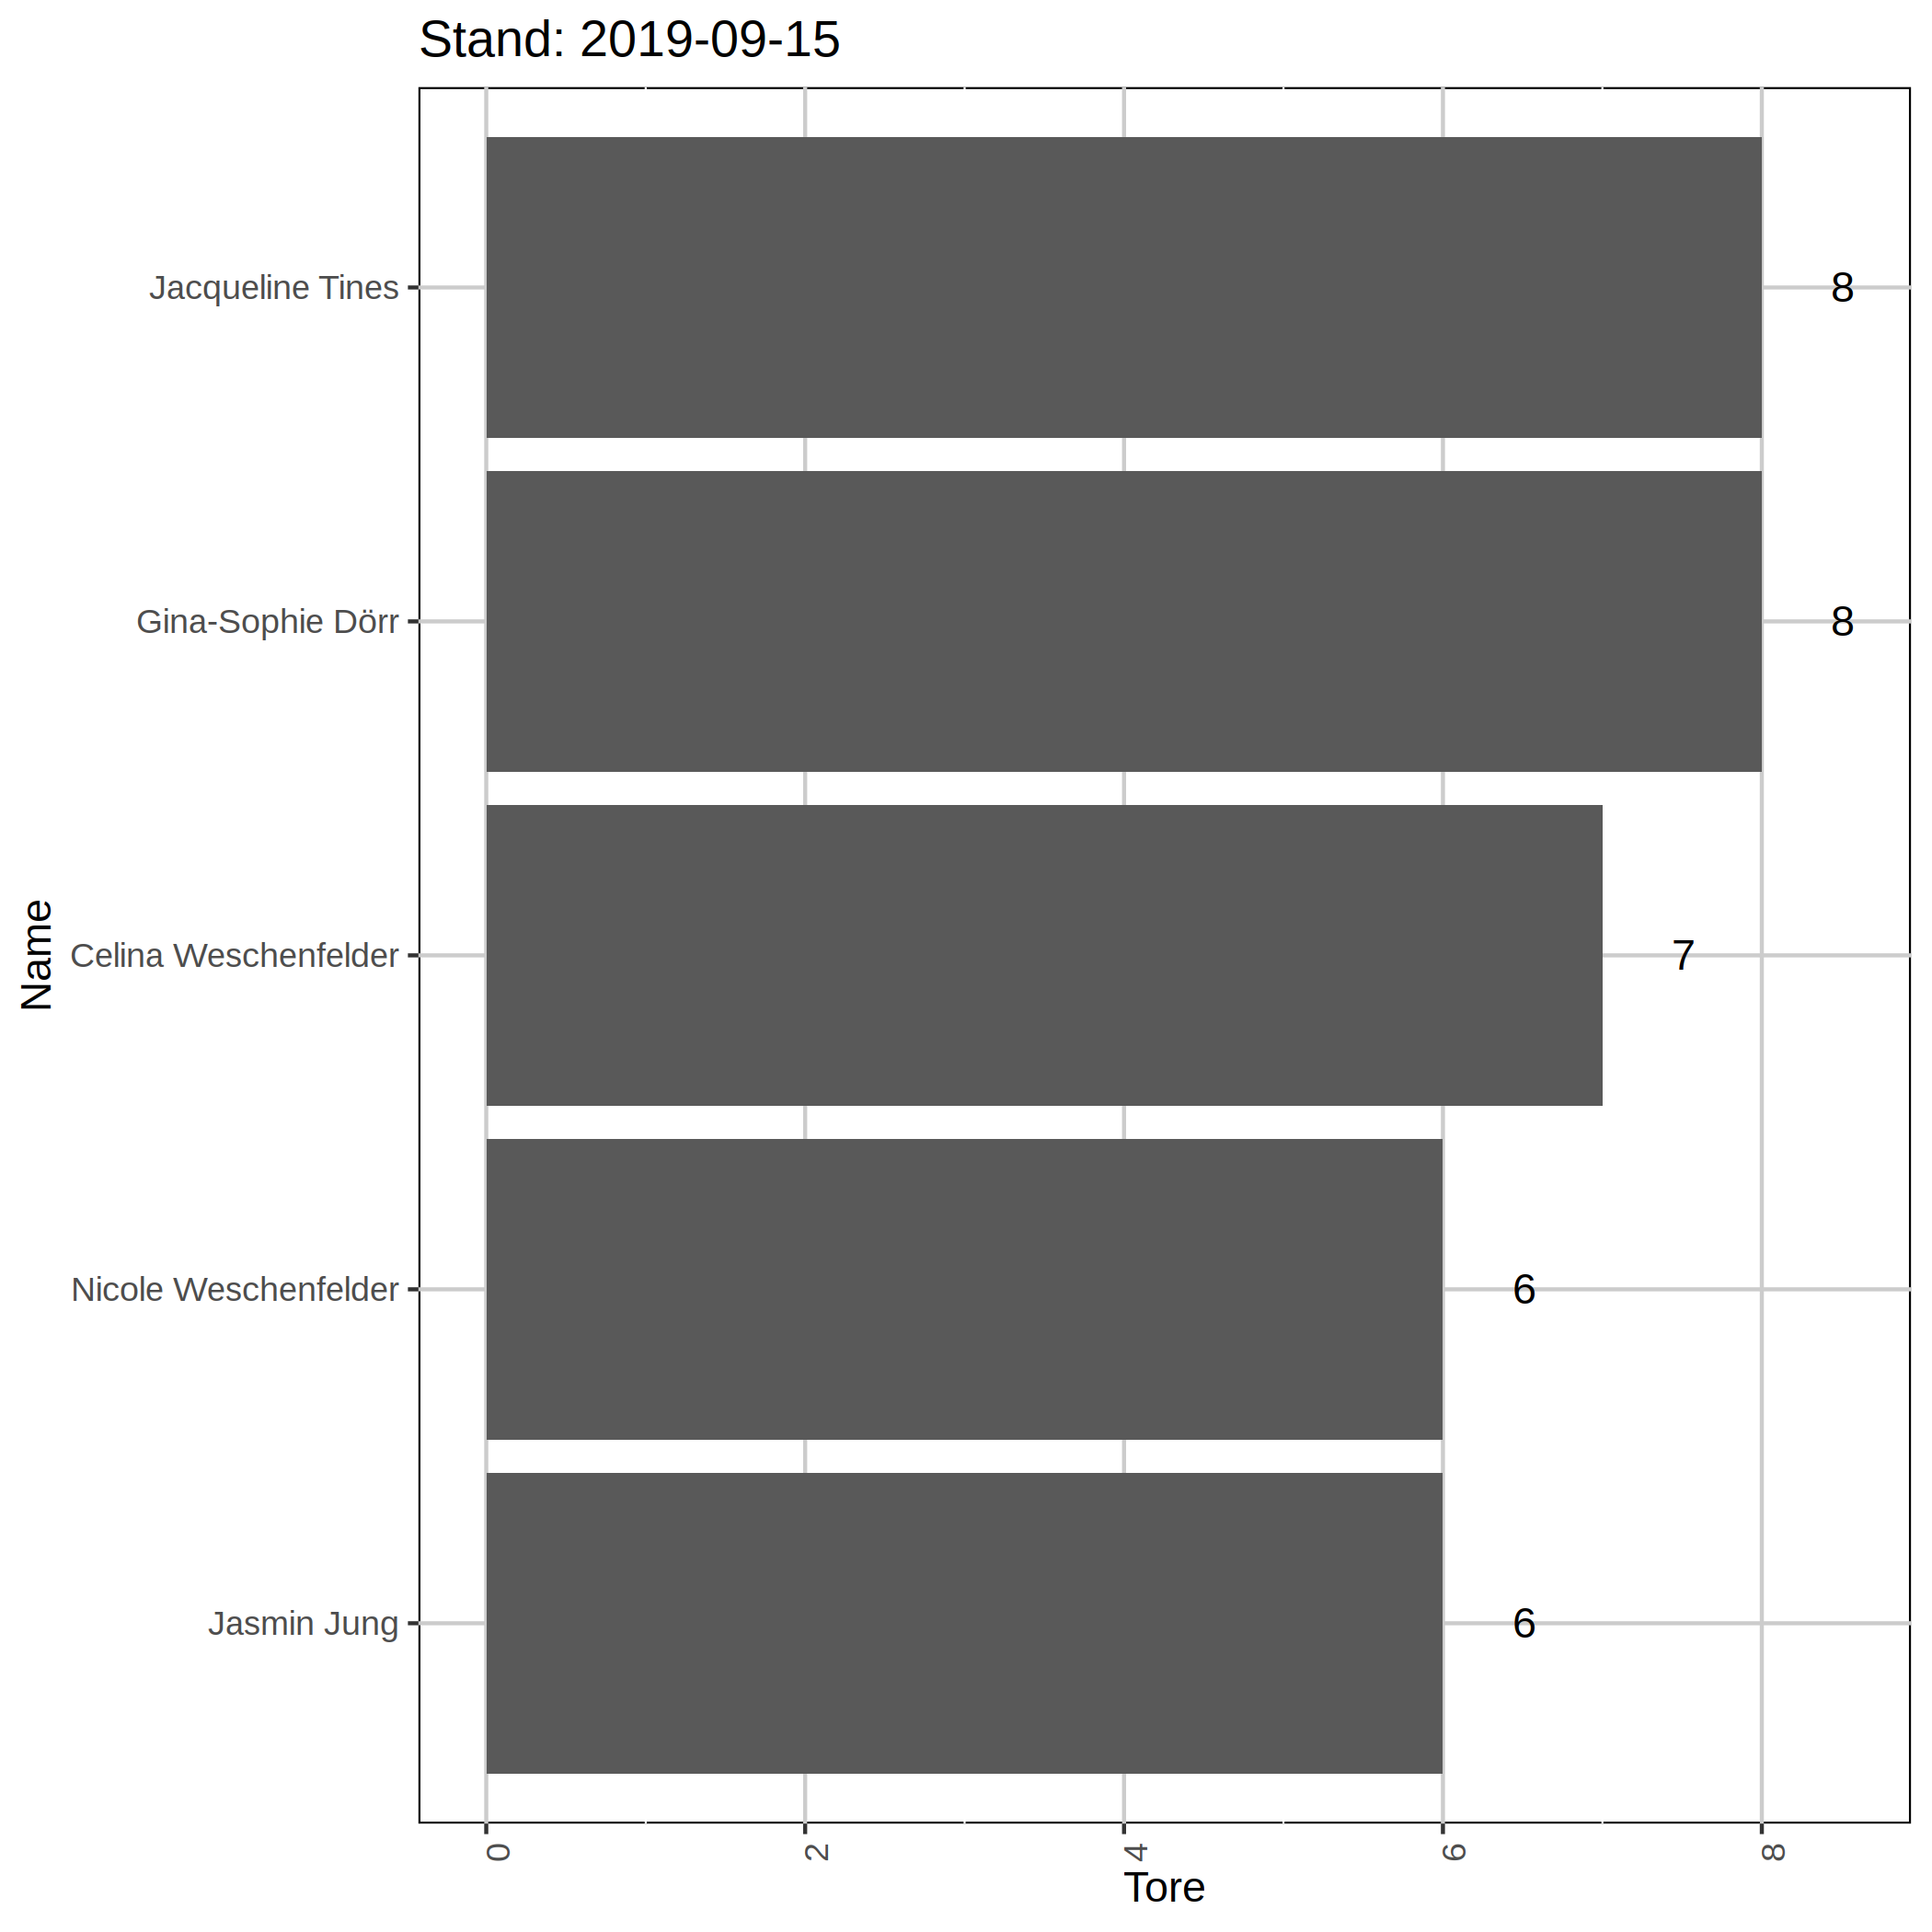 Stand: 2019-09-15
Name
Jacqueline Tines
8
Gina-Sophie Dörr
8
Celina Weschenfelder
7
Nicole Weschenfelder
6
Jasmin Jung
6
0 2 4 6 8
Tore